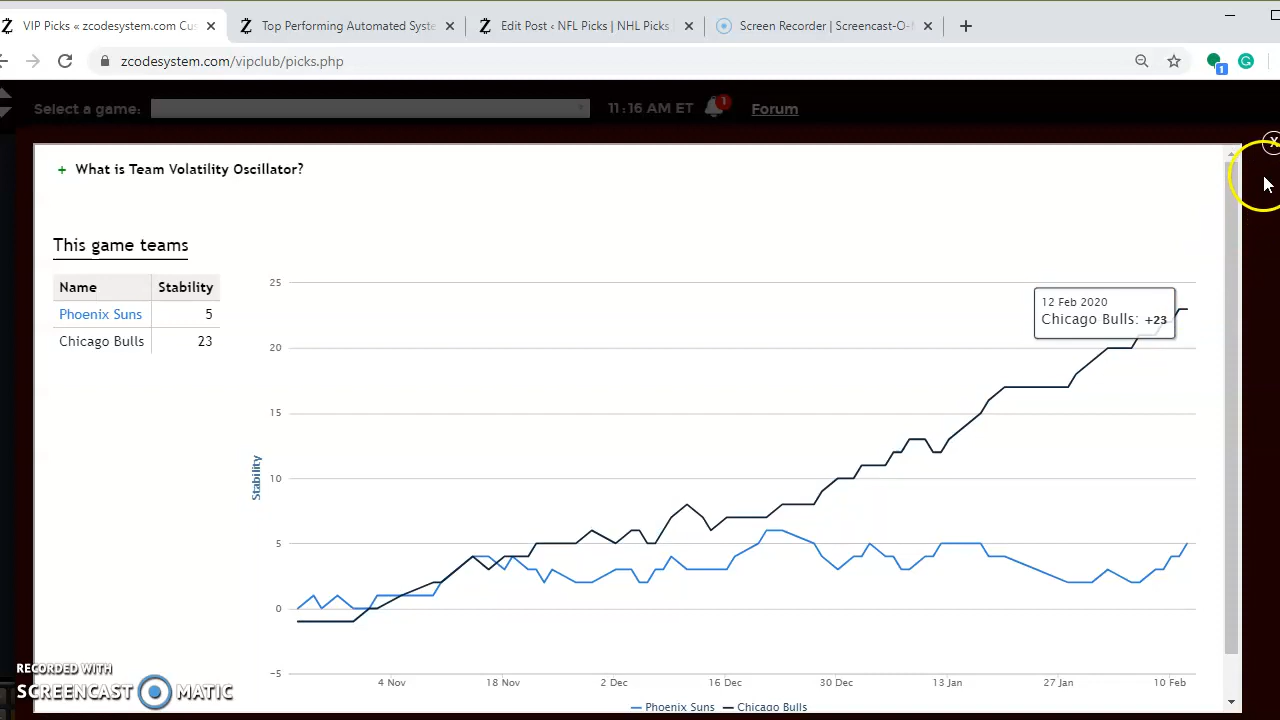 VIP Picks « zcodesystem.com Cus
Top Performing Automated Syste
Edit Post ‹ NFL Picks | NHL Picks
Screen Recorder | Screencast-O-M
zcodesystem.com/vipclub/picks.php
1
Select a game:
11:16 AM ET
1
Forum
X
+ What is Team Volatility Oscillator?
This game teams
Name Stability
Phoenix Suns 5
Chicago Bulls 23
25
20
15
10
5
0
−5
Stability
12 Feb 2020
Chicago Bulls: +23
4 Nov 18 Nov 2 Dec 16 Dec 30 Dec 13 Jan 27 Jan 10 Feb
Phoenix Suns Chicago Bulls
RECORDED WITH
SCREENCAST MATIC